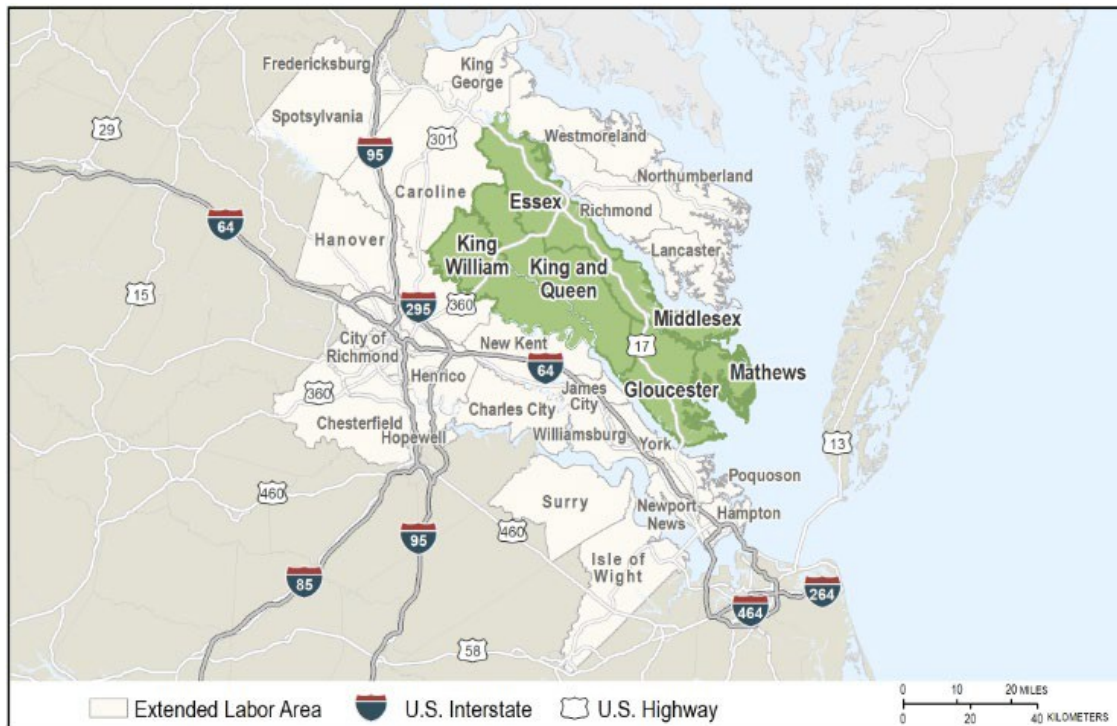 Fredericksburg
King
George
Spotsylvania
29
95
301
Westmoreland
Northumberland
Caroline
Essex
Richmond
64
Hanover
King
William
King and
Queen
Lancaster
15
295
360
Middlesex
City of
Richmond
New Kent
17
Mathews
360
Henrico
64
James
City
Gloucester
Chesterfield
Charles City
Hopewell
Williamsburg
York
13
Poquoson
460
Surry
Newport
News
Hampton
95
460
Isle of
Wight
85
464
264
58
Extended Labor Area
U.S. Interstate
U.S. Highway
0 10 20 MILES
0 20 40 KILOMETERS